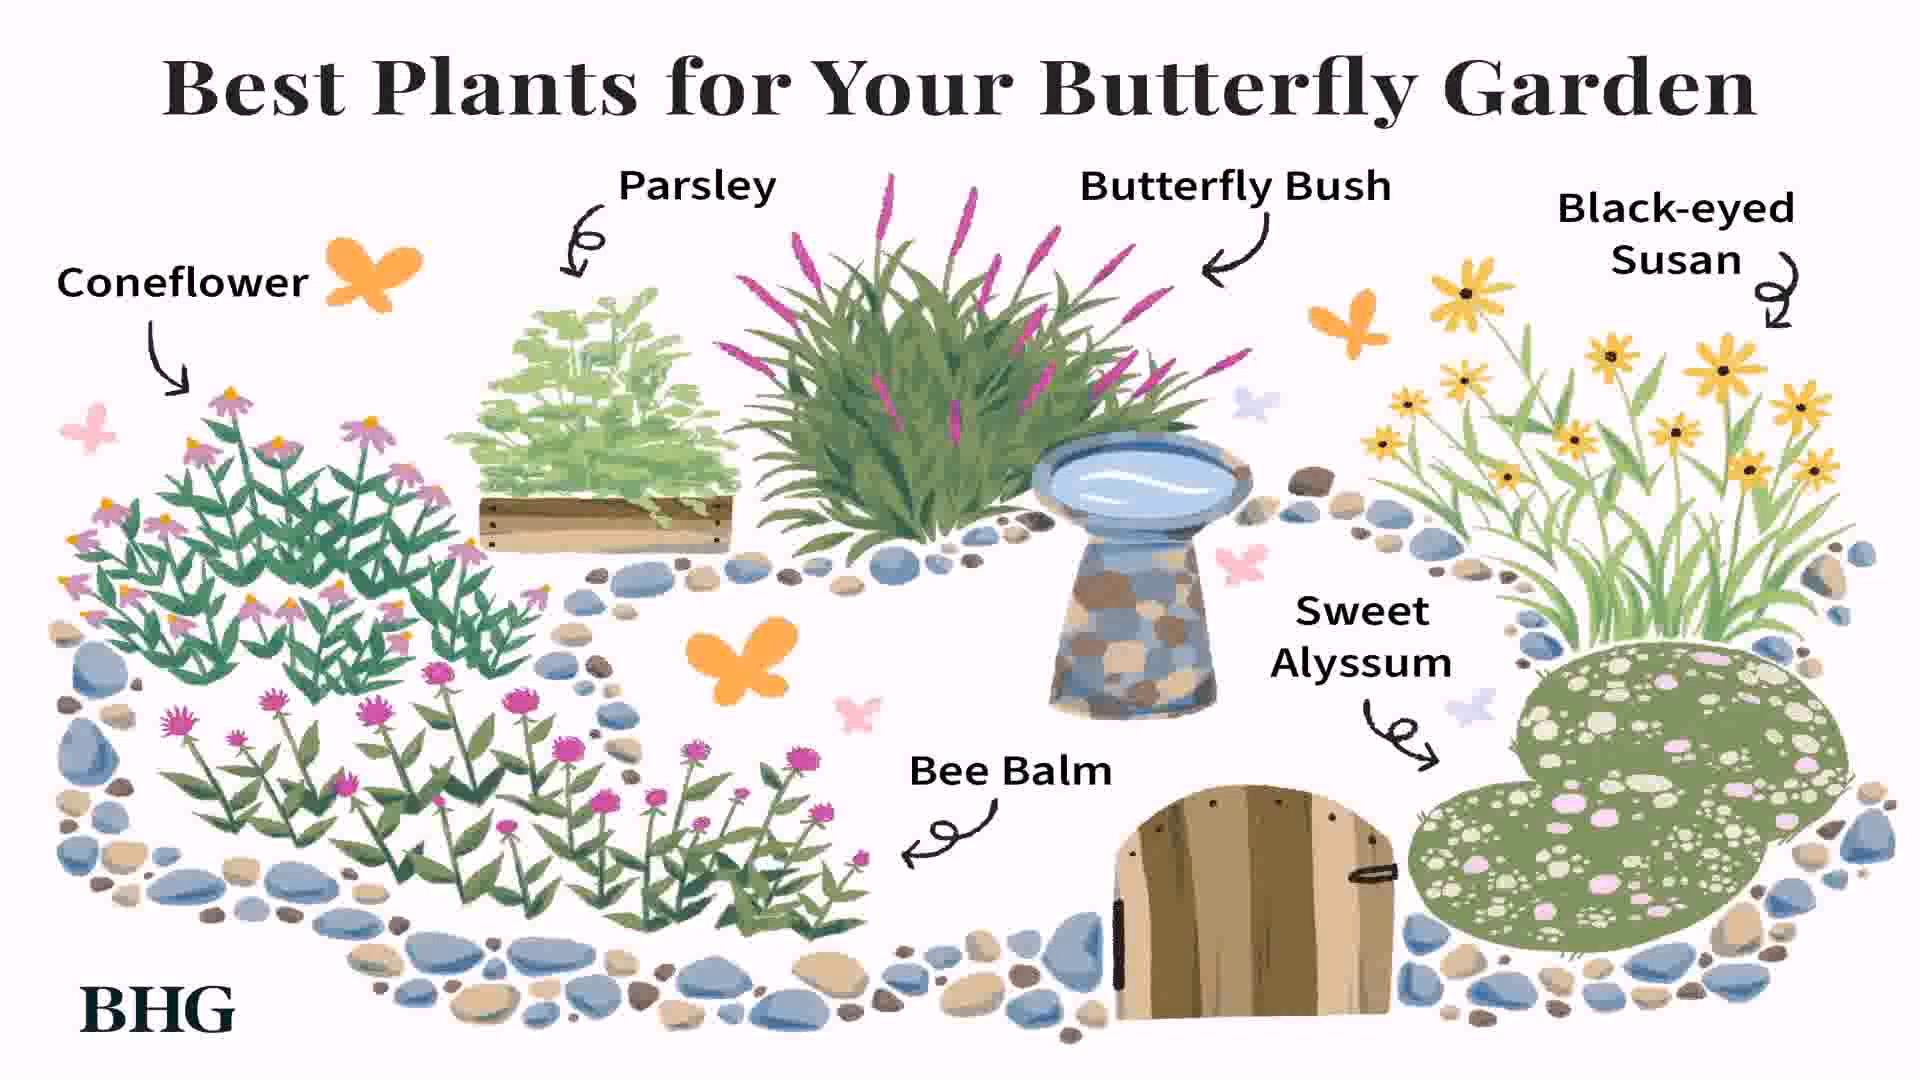 Best Plants for Your Butterfly Garden
Parsley
Butterfly Bush
Black-eyed
Susan
Coneflower
Sweet
Alyssum
Bee Balm
BHG